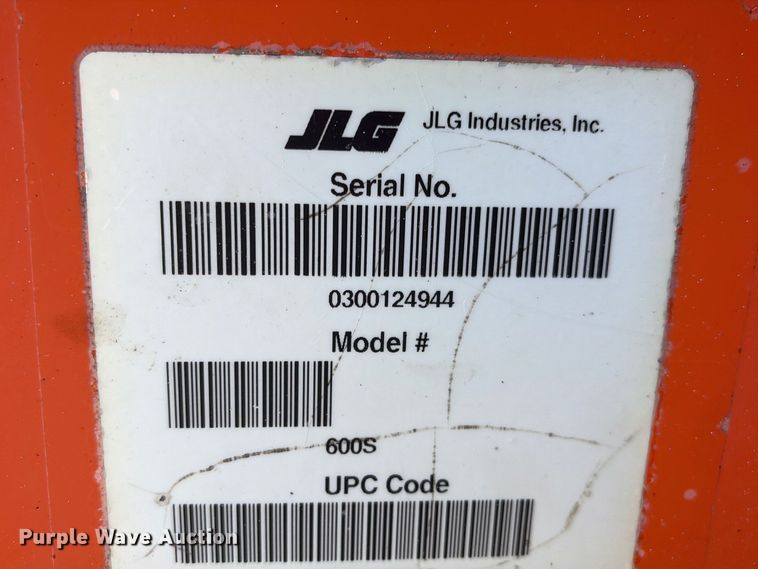 JLG JLG Industries, Inc.
Serial No.
0300124944
Model #
600S
UPC Code
Purple Wave Auction